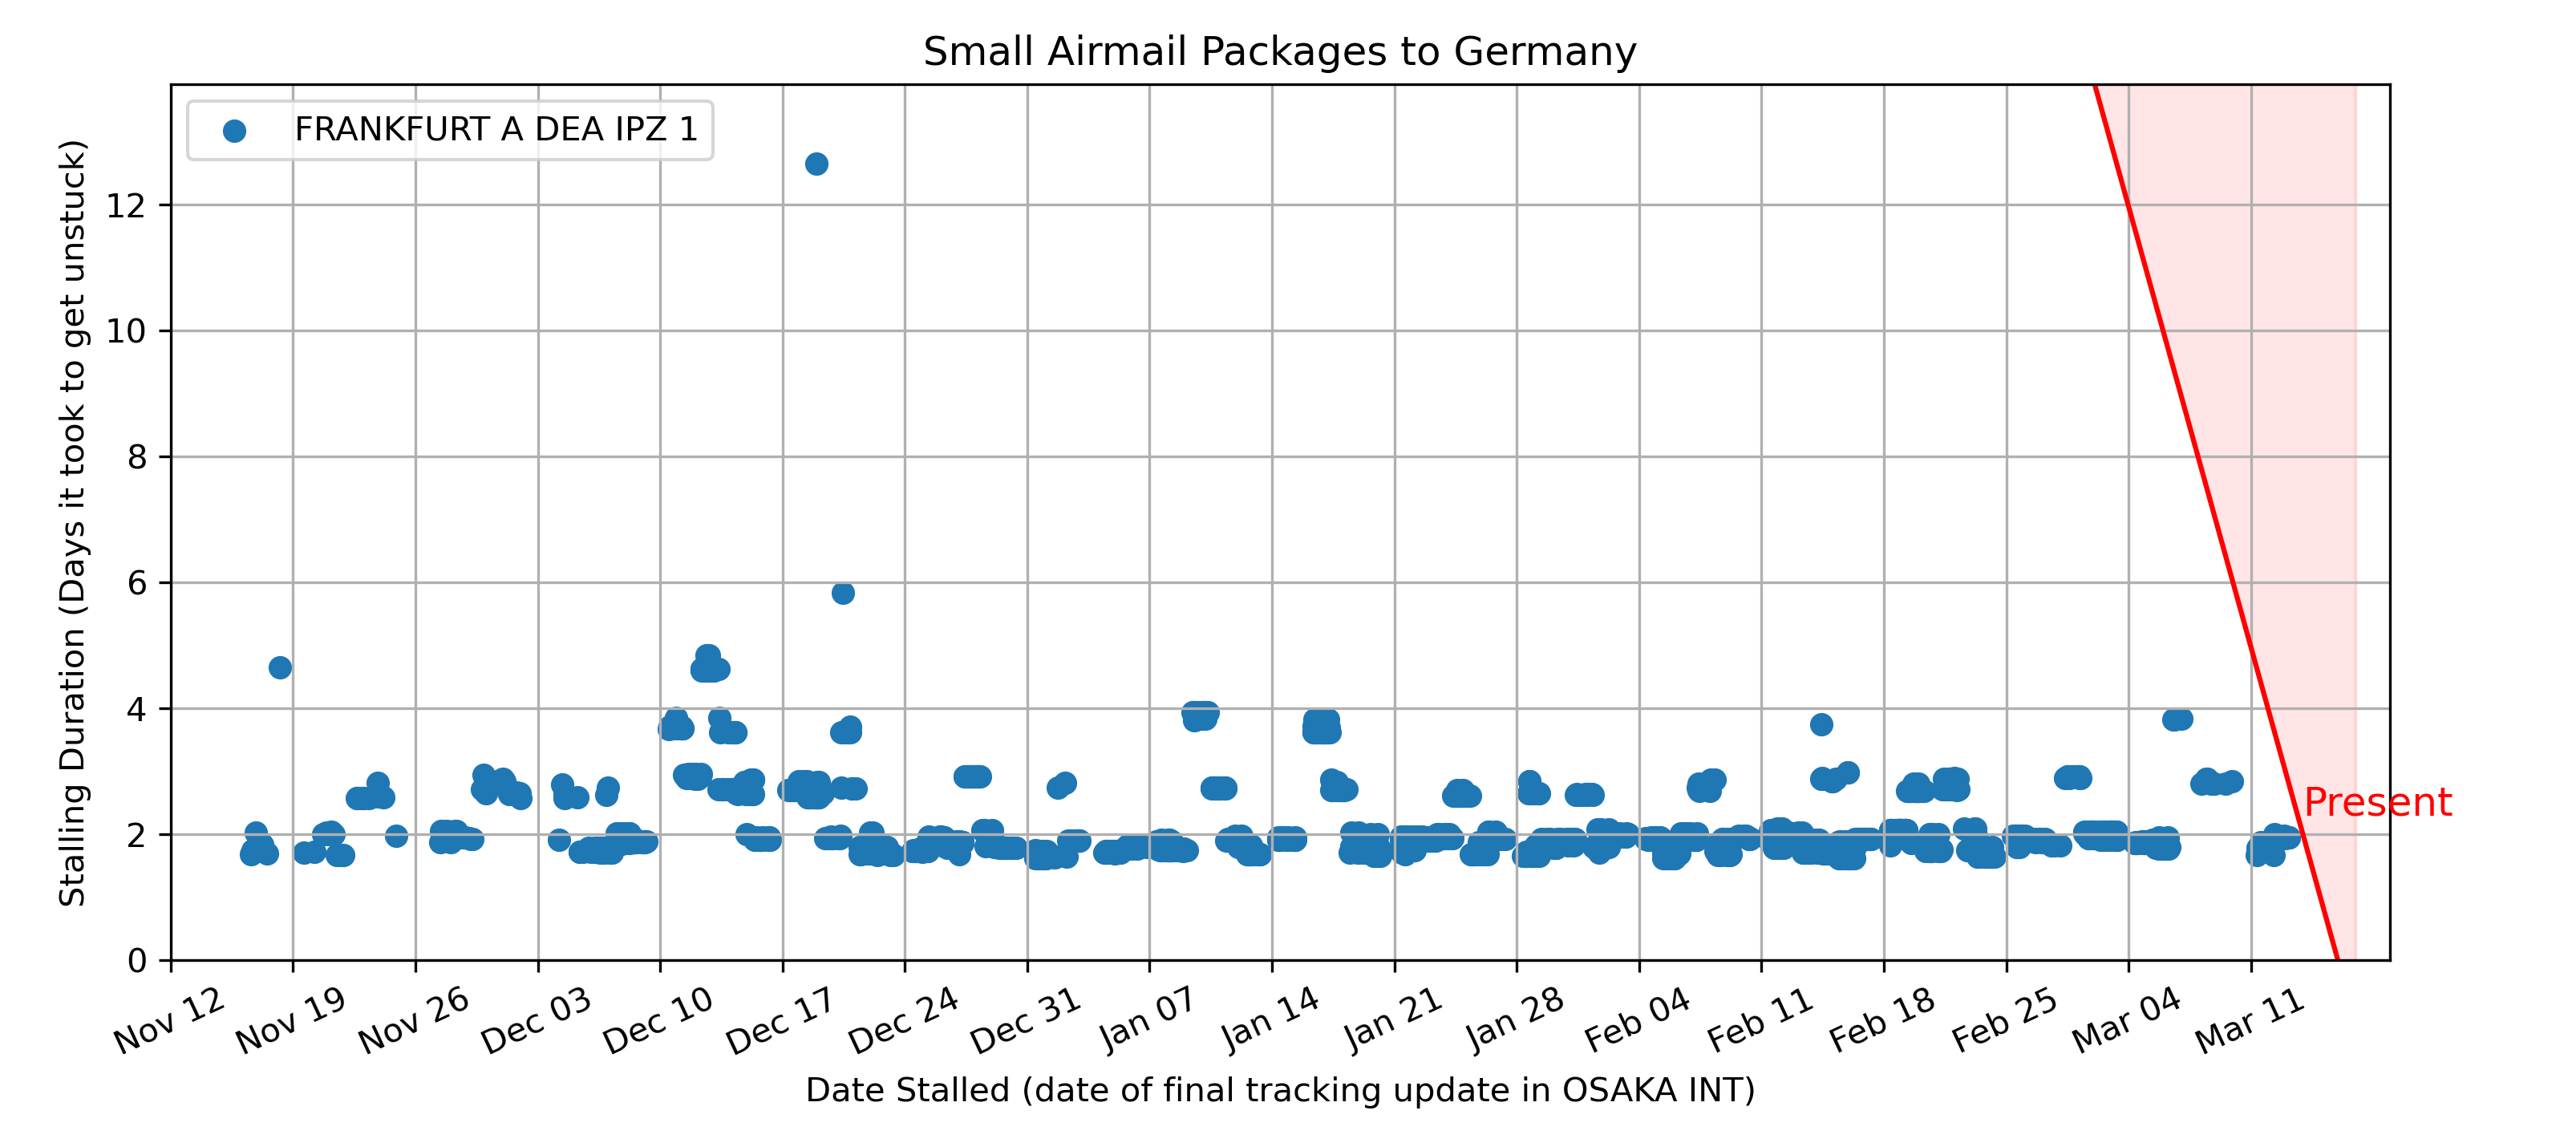 Small Airmail Packages to Germany
FRANKFURT A DEA IPZ 1
Stalling Duration (Days it took to get unstuck)
12
10
8
6
4
2
0
Present
Nov 12
Nov 19
Nov 26
Dec 03
Dec 10
Dec 17
Dec 24
Dec 31
Jan 07
Jan 14
Jan 21
Jan 28
Feb 04
Feb 11
Feb 18
Feb 25
Mar 04
Mar 11
Date Stalled (date of final tracking update in OSAKA INT)